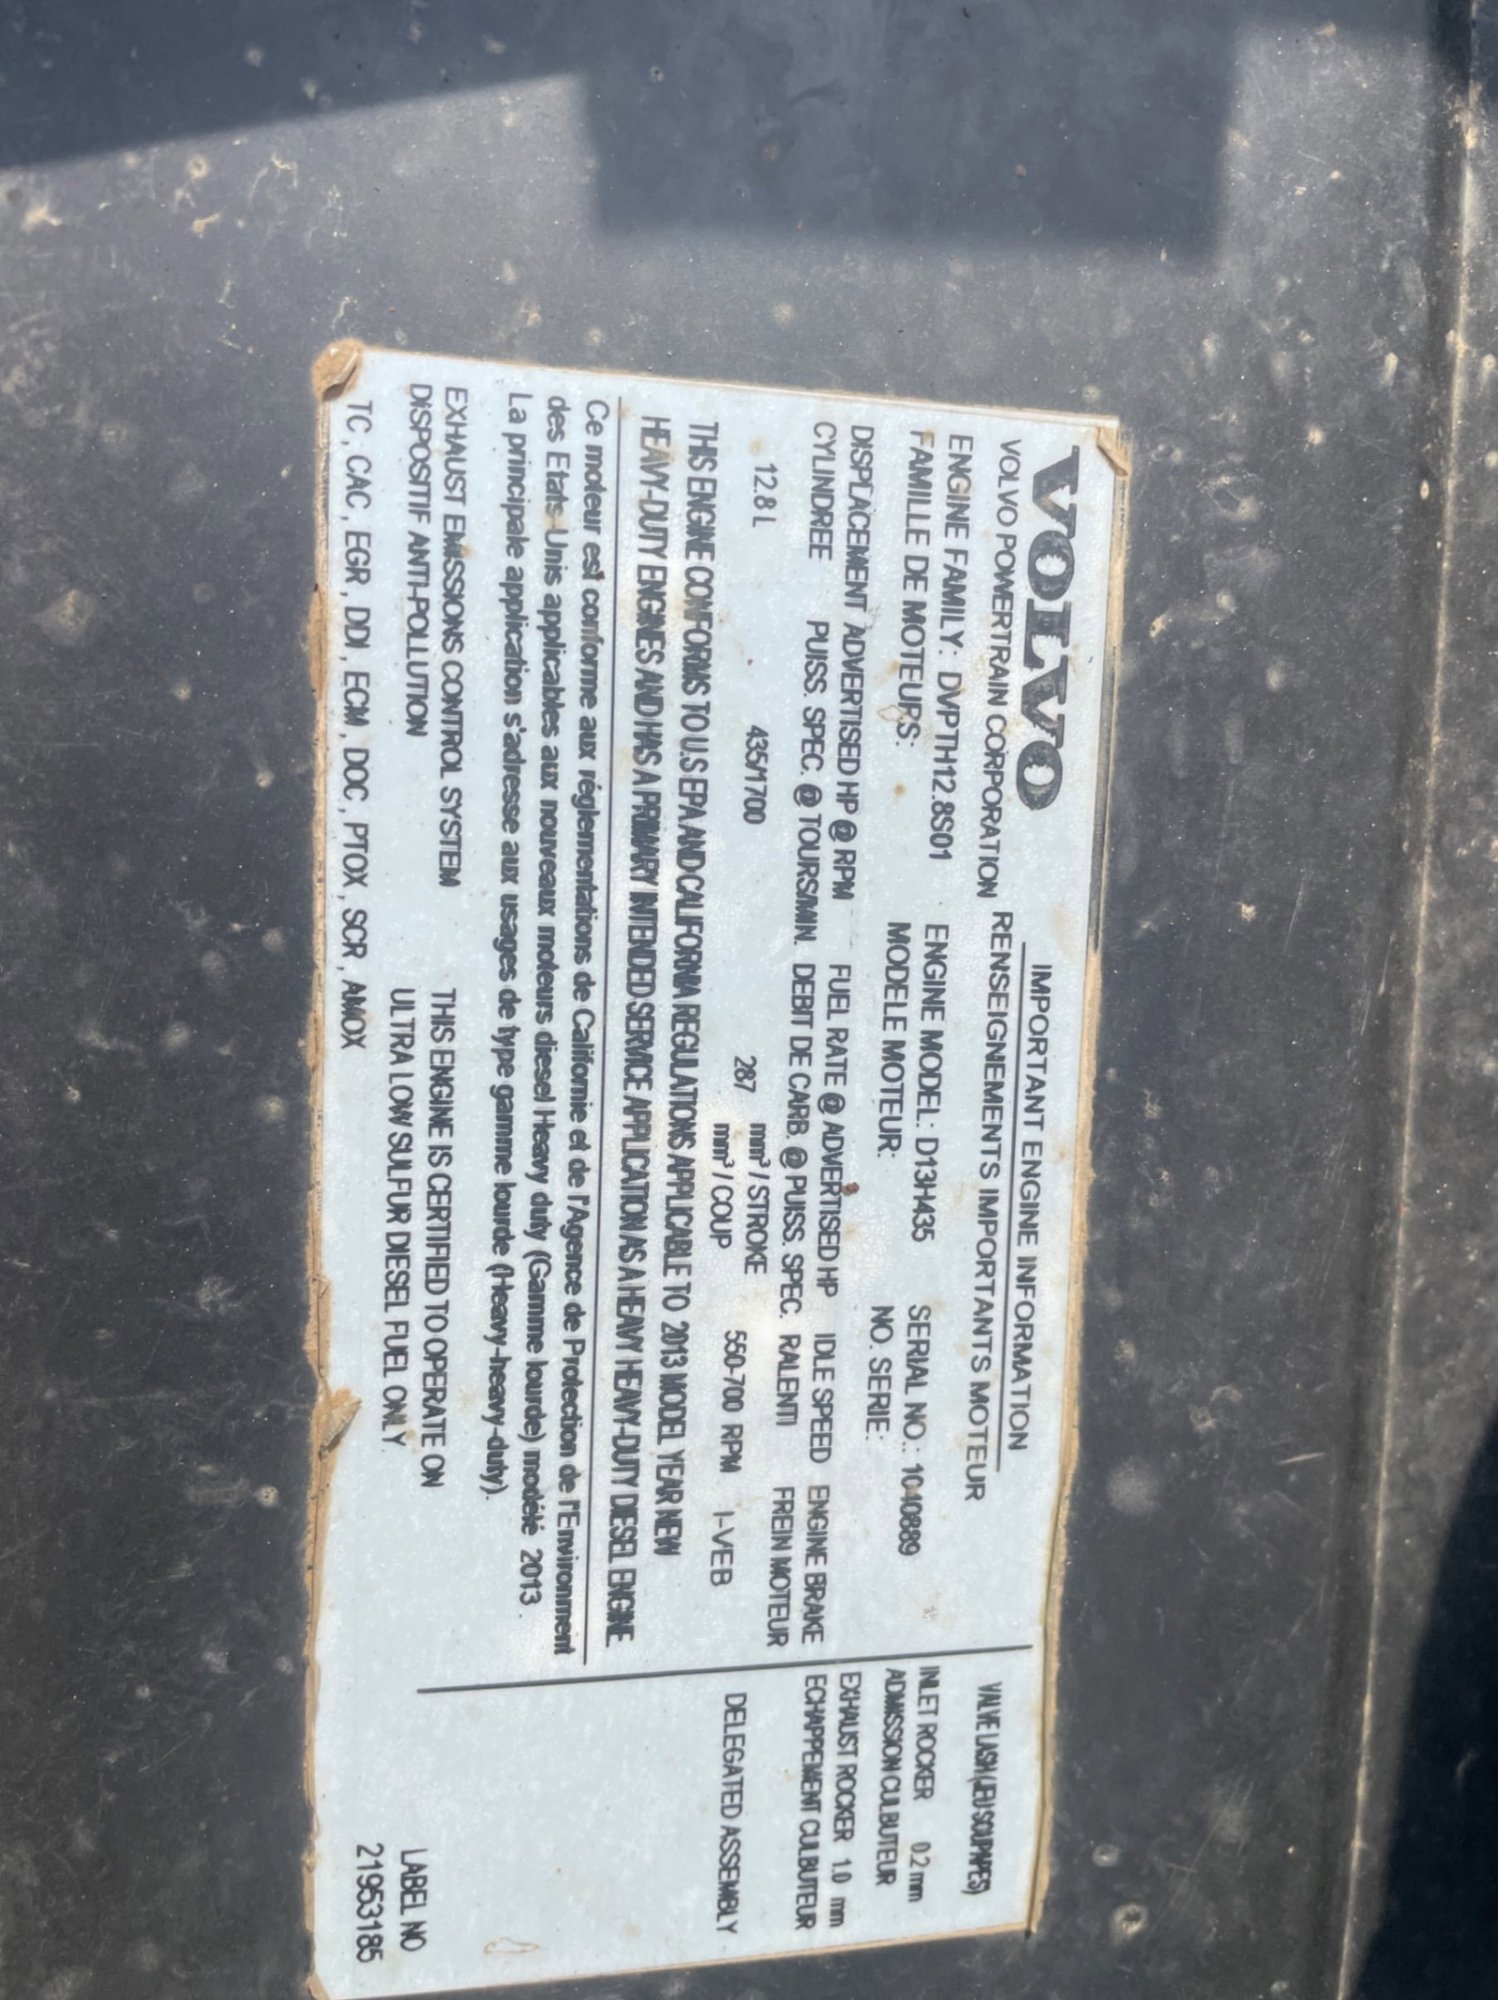 VOLVO
IMPORTANT ENGINE INFORMATION
VOLVO POWERTRAIN CORPORATION RENSEIGNEMENTS IMPORTANTS MOTEUR
ENGINE FAMILY: DVPTH12.8S01 ENGINE MODEL: D13H435 SERIAL NO.: 1040889
FAMILLE DE MOTEURS: MODELE MOTEUR: NO. SERIE:
DISPLACEMENT ADVERTISED HP @ RPM FUEL RATE @ ADVERTISED HP IDLE SPEED ENGINE BRAKE
CYLINDREE PUISS. SPEC. @ TOURS/MIN. DEBIT DE CARB. @ PUISS. SPEC. RALENTI FREIN MOTEUR
12.8 L 435/1700 287 mm³ / STROKE 550-700 RPM I-VEB
mm³ / COUP
THIS ENGINE CONFORMS TO U.S EPA AND CALIFORNIA REGULATIONS APPLICABLE TO 2013 MODEL YEAR NEW
HEAVY-DUTY ENGINES AND HAS A PRIMARY INTENDED SERVICE APPLICATION AS A HEAVY HEAVY-DUTY DIESEL ENGINE
Ce moteur est conforme aux réglementations de Californie et de l'Agence de Protection de l'Environment
des Etats-Unis applicables aux nouveaux moteurs diesel Heavy duty (Gamme lourde) modélé 2013 .
La principale application s'adresse aux usages de type gamme lourde (Heavy-heavy-duty).
EXHAUST EMISSIONS CONTROL SYSTEM THIS ENGINE IS CERTIFIED TO OPERATE ON
DISPOSITIF ANTI-POLLUTION ULTRA LOW SULFUR DIESEL FUEL ONLY
TC , CAC , EGR , DDI , ECM , DOC , PTOX , SCR , AMOX
VALVE LASH (JEU SOUPAPES)
INLET ROCKER 0.2 mm
ADMISSION CULBUTEUR
EXHAUST ROCKER 1.0 mm
ECHAPPEMENT CULBUTEUR
DELEGATED ASSEMBLY
LABEL NO
21953185